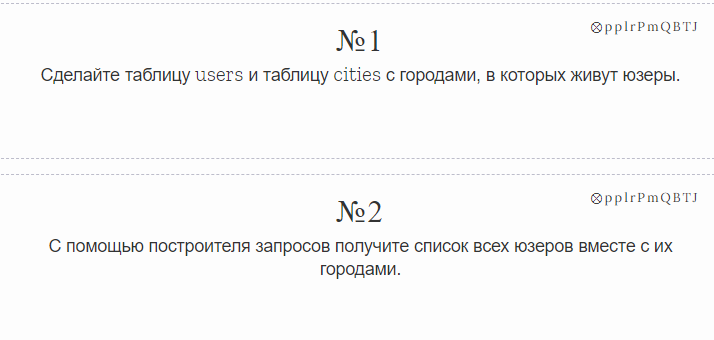 ⊗pplrPmQBTJ
№1
Сделайте таблицу users и таблицу cities с городами, в которых живут юзеры.
⊗pplrPmQBTJ
№2
С помощью построителя запросов получите список всех юзеров вместе с их
городами.